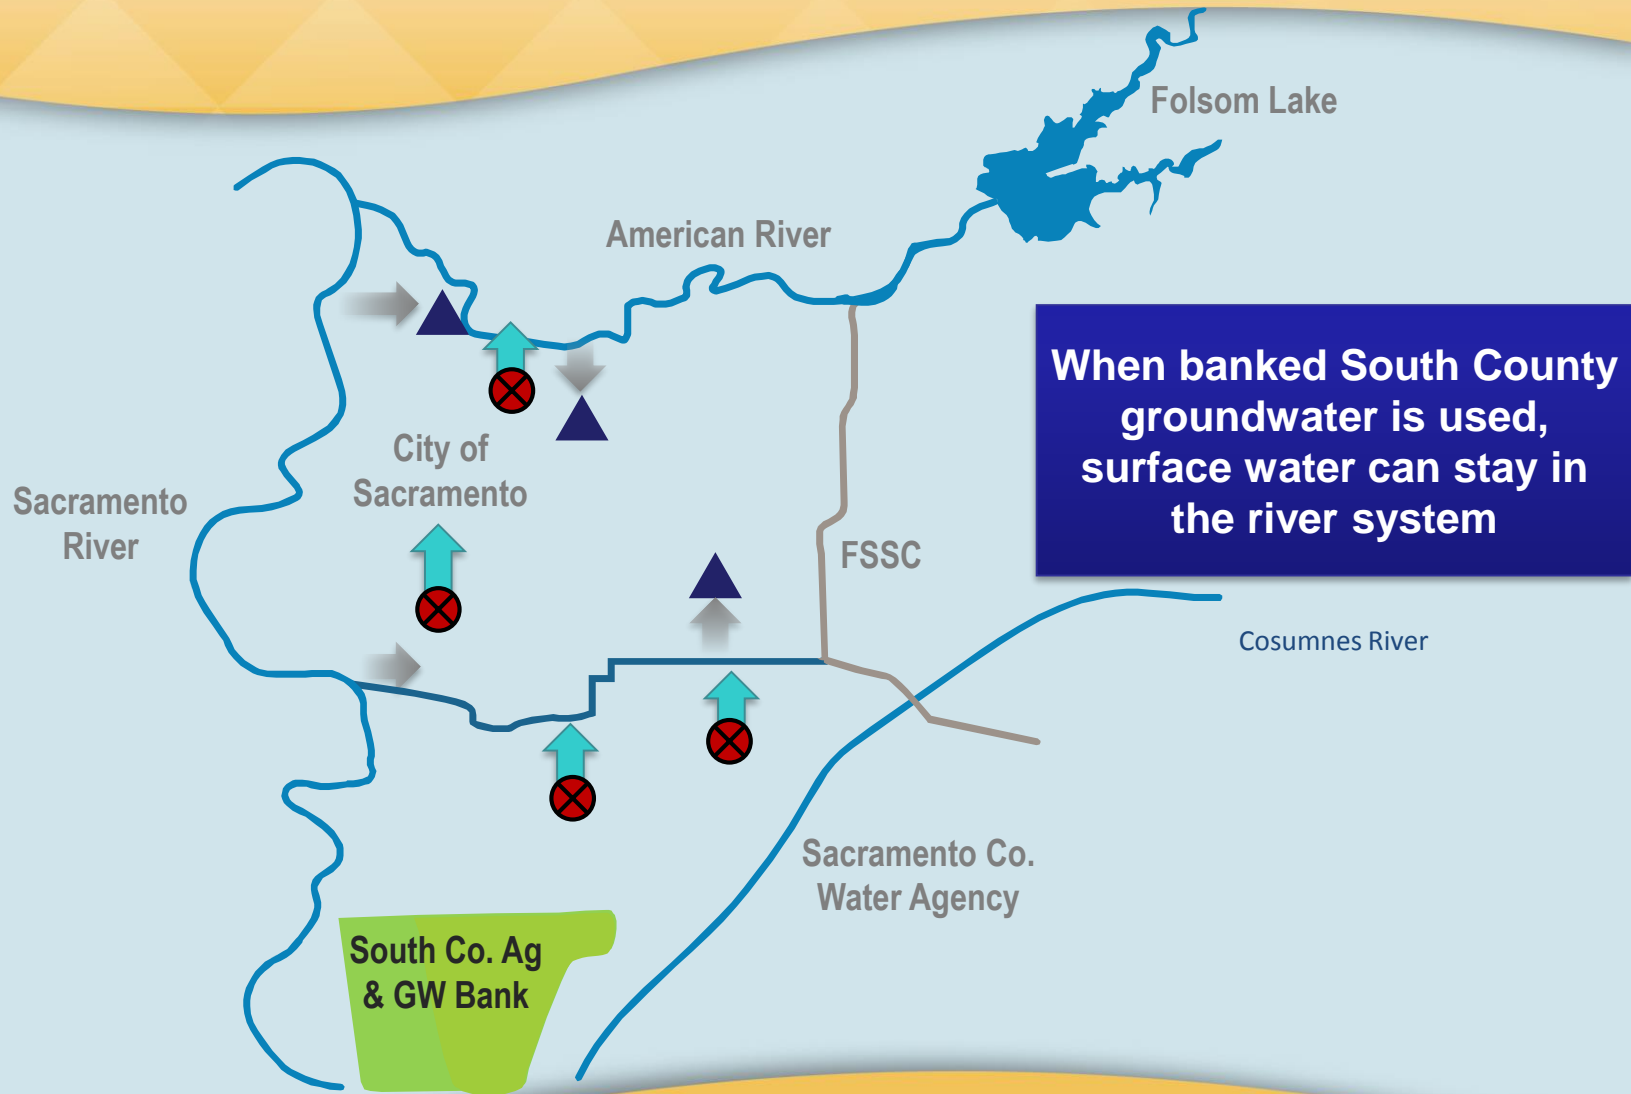 Folsom Lake
American River
When banked South County
groundwater is used,
surface water can stay in
the river system
City of
Sacramento
Sacramento
River
FSSC
Cosumnes River
Sacramento Co.
Water Agency
South Co. Ag
& GW Bank